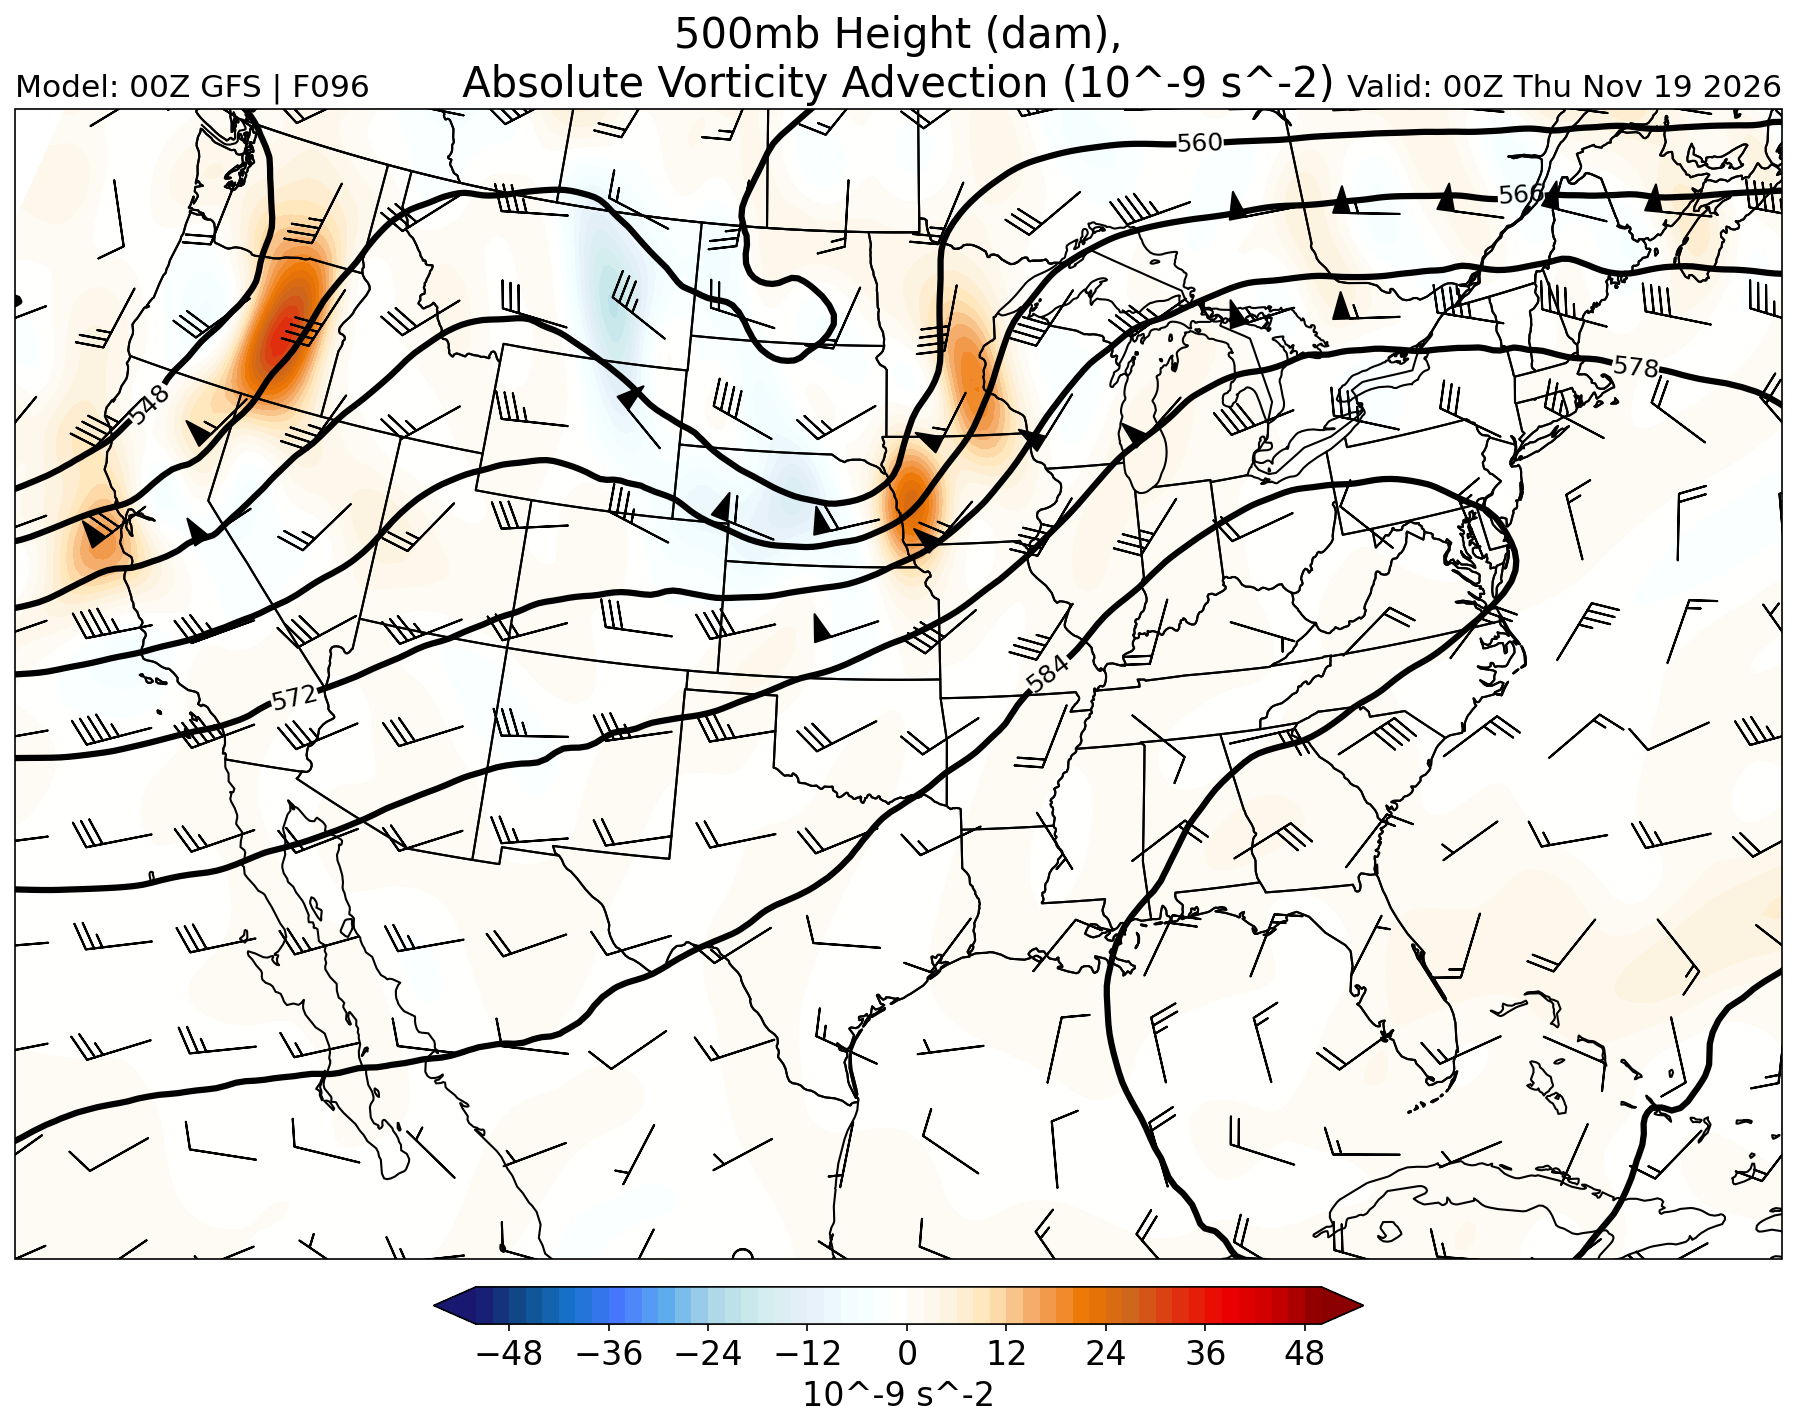 500mb Height (dam),
Model: 00Z GFS | F096
Absolute Vorticity Advection (10^-9 s^-2)
Valid: 00Z Thu Nov 19 2026
560
566
578
548
584
572
−48 −36 −24 −12 0 12 24 36 48
10^-9 s^-2